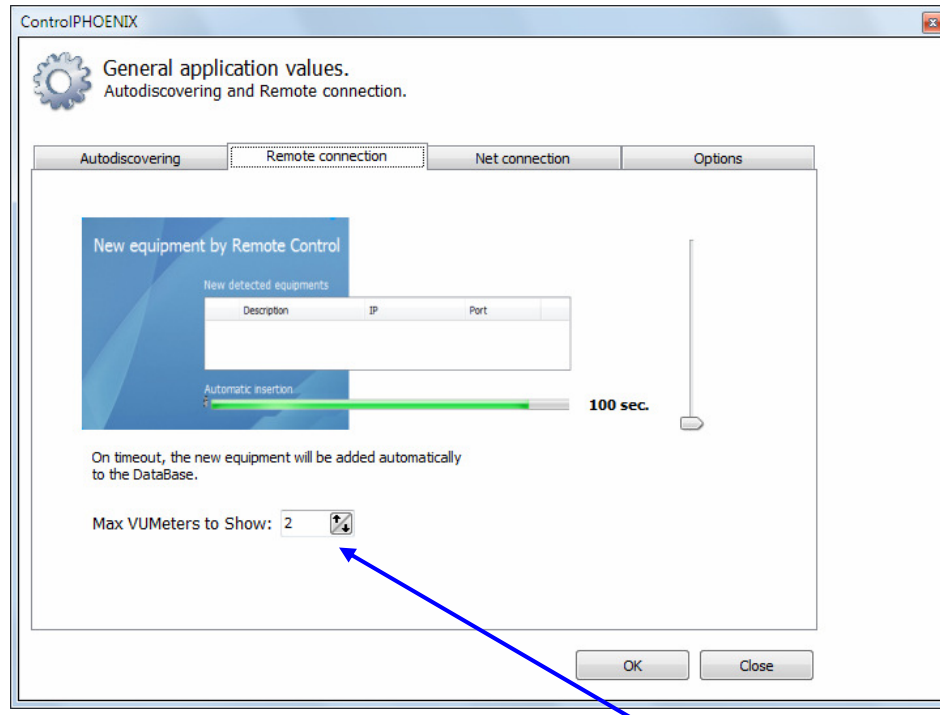 ControlPHOENIX
General application values.
Autodiscovering and Remote connection.
Autodiscovering Remote connection Net connection Options
New equipment by Remote Control
New detected equipments
Description IP Port
Automatic insertion
100 sec.
On timeout, the new equipment will be added automatically
to the DataBase.
Max VUMeters to Show: 2
OK Close